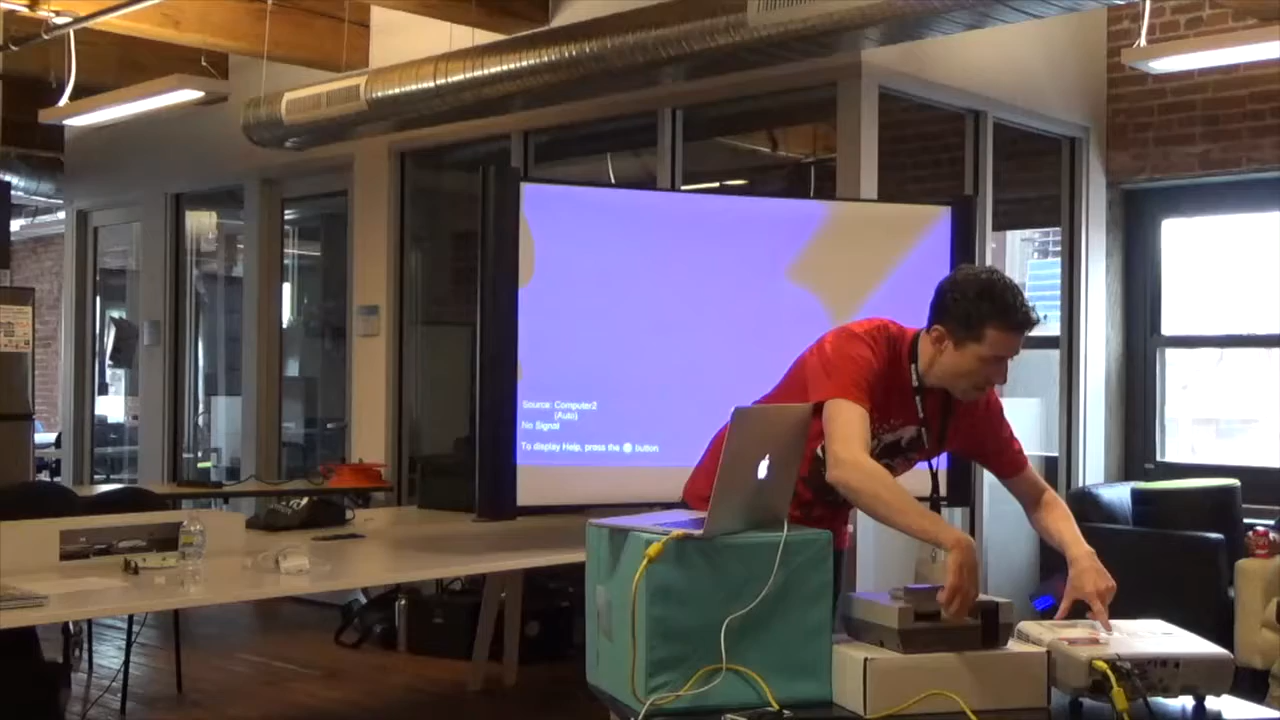 Source: Computer2
(Auto)
No Signal
To display Help, press the button